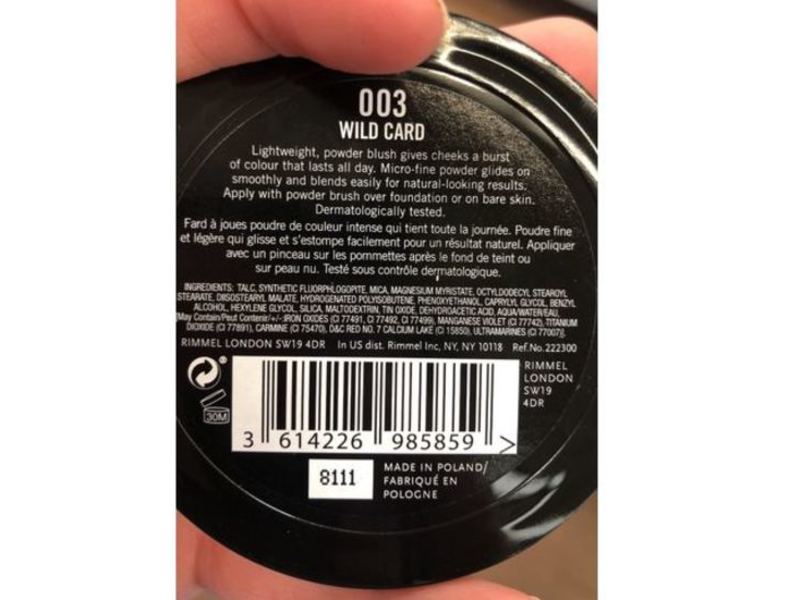 003
WILD CARD
Lightweight, powder blush gives cheeks a burst
of colour that lasts all day. Micro-fine powder glides on
smoothly and blends easily for natural-looking results.
Apply with powder brush over foundation or on bare skin.
Dermatologically tested.
Fard à joues poudre de couleur intense qui tient toute la journée. Poudre fine
et légère qui glisse et s'estompe facilement pour un résultat naturel. Appliquer
avec un pinceau sur les pommettes après le fond de teint ou
sur peau nu. Testé sous contrôle dermatologique.
INGREDIENTS: TALC, SYNTHETIC FLUORPHLOGOPITE, MICA, MAGNESIUM MYRISTATE, OCTYLDODECYL STEAROYL
STEARATE, DIISOSTEARYL MALATE, HYDROGENATED POLYISOBUTENE, PHENOXYETHANOL, CAPRYLYL GLYCOL, BENZYL
ALCOHOL, HEXYLENE GLYCOL, SILICA, MALTODEXTRIN, TIN OXIDE, DEHYDROACETIC ACID, AQUA/WATER/EAU,
[May Contain/Peut Contenir/+/-:IRON OXIDES (CI 77491, CI 77492, CI 77499), MANGANESE VIOLET (CI 77742), TITANIUM
DIOXIDE (CI 77891), CARMINE (CI 75470), D&C RED NO. 7 CALCIUM LAKE (CI 15850), ULTRAMARINES (CI 77007)].
RIMMEL LONDON SW19 4DR In US dist. Rimmel Inc, NY, NY 10118 Ref.No.222300
RIMMEL
LONDON
SW19
4DR
30M
3 614226 985859 >
8111
MADE IN POLAND/
FABRIQUÉ EN
POLOGNE